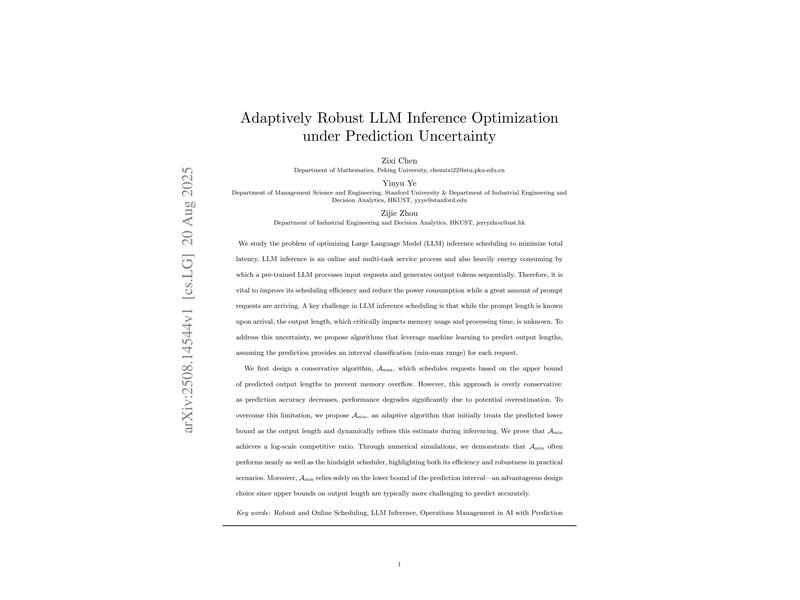 Adaptively Robust LLM Inference Optimization
under Prediction Uncertainty
Zixi Chen
Department of Mathematics, Peking University, chenzixi22@stu.pku.edu.cn
Yinyu Ye
Department of Management Science and Engineering, Stanford University & Department of Industrial Engineering and
Decision Analytics, HKUST, yyye@stanford.edu
Zijie Zhou
Department of Industrial Engineering and Decision Analytics, HKUST, jerryzhou@ust.hk
We study the problem of optimizing Large Language Model (LLM) inference scheduling to minimize total
latency. LLM inference is an online and multi-task service process and also heavily energy consuming by
which a pre-trained LLM processes input requests and generates output tokens sequentially. Therefore, it is
vital to improve its scheduling efficiency and reduce the power consumption while a great amount of prompt
requests are arriving. A key challenge in LLM inference scheduling is that while the prompt length is known
upon arrival, the output length, which critically impacts memory usage and processing time, is unknown. To
address this uncertainty, we propose algorithms that leverage machine learning to predict output lengths,
assuming the prediction provides an interval classification (min-max range) for each request.
We first design a conservative algorithm, 𝒜max, which schedules requests based on the upper bound
of predicted output lengths to prevent memory overflow. However, this approach is overly conservative:
as prediction accuracy decreases, performance degrades significantly due to potential overestimation. To
overcome this limitation, we propose 𝒜min, an adaptive algorithm that initially treats the predicted lower
bound as the output length and dynamically refines this estimate during inferencing. We prove that 𝒜min
achieves a log-scale competitive ratio. Through numerical simulations, we demonstrate that 𝒜min often
performs nearly as well as the hindsight scheduler, highlighting both its efficiency and robustness in practical
scenarios. Moreover, 𝒜min relies solely on the lower bound of the prediction interval—an advantageous design
choice since upper bounds on output length are typically more challenging to predict accurately.
Key words: Robust and Online Scheduling, LLM Inference, Operations Management in AI with Prediction
1
arXiv:2508.14544v1 [cs.LG] 20 Aug 2025